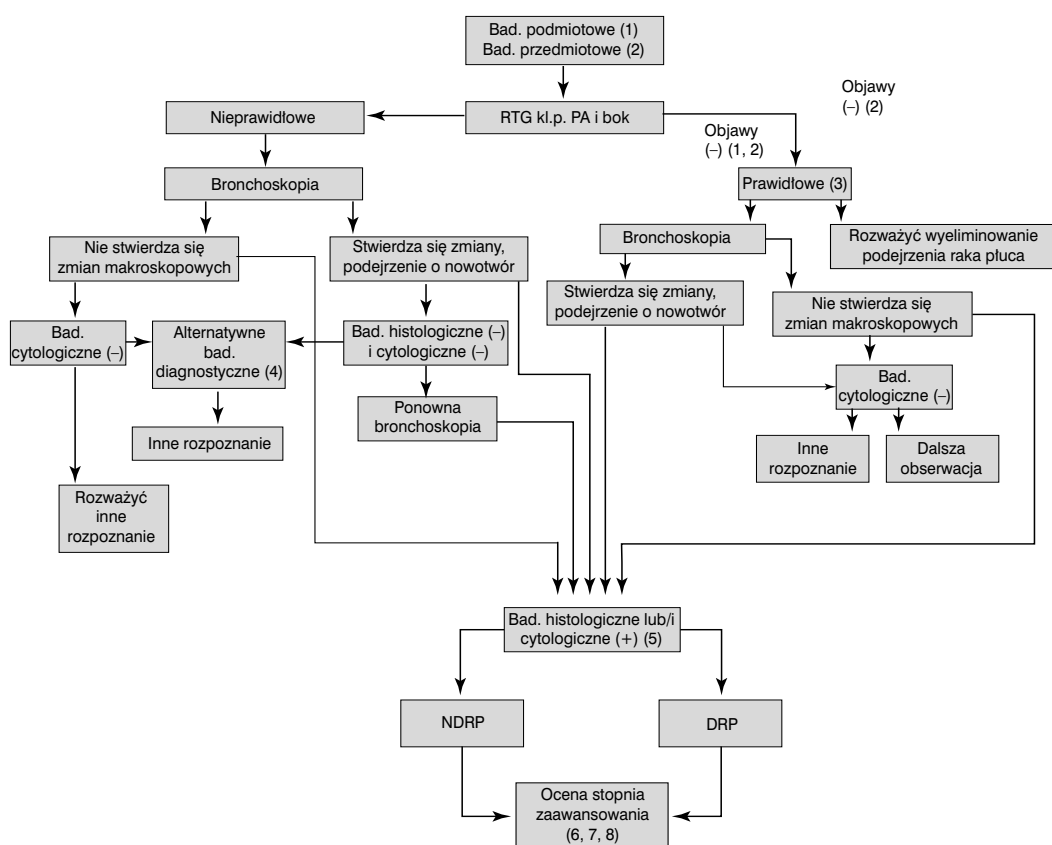 Bad. podmiotowe (1)
Bad. przedmiotowe (2)
Objawy
(–) (2)
Nieprawidłowe
RTG kl.p. PA i bok
Objawy
(–) (1, 2)
Bronchoskopia
Prawidłowe (3)
Nie stwierdza się
zmian makroskopowych
Stwierdza się zmiany,
podejrzenie o nowotwór
Bronchoskopia
Rozważyć wyeliminowanie
podejrzenia raka płuca
Stwierdza się zmiany,
podejrzenie o nowotwór
Nie stwierdza się
zmian makroskopowych
Bad.
cytologiczne (–)
Alternatywne
bad.
diagnostyczne (4)
Bad. histologiczne (–)
i cytologiczne (–)
Bad.
cytologiczne (–)
Inne rozpoznanie
Ponowna
bronchoskopia
Inne
rozpoznanie
Dalsza
obserwacja
Rozważyć
inne
rozpoznanie
Bad. histologiczne lub/i
cytologiczne (+) (5)
NDRP
DRP
Ocena stopnia
zaawansowania
(6, 7, 8)